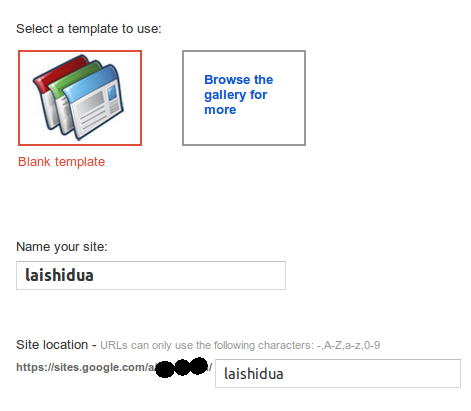 Select a template to use:
Browse the
gallery for
more
Blank template
Name your site:
laishidua
Site location - URLs can only use the following characters: -,A-Z,a-z,0-9
https://sites.google.com/a/ / laishidua